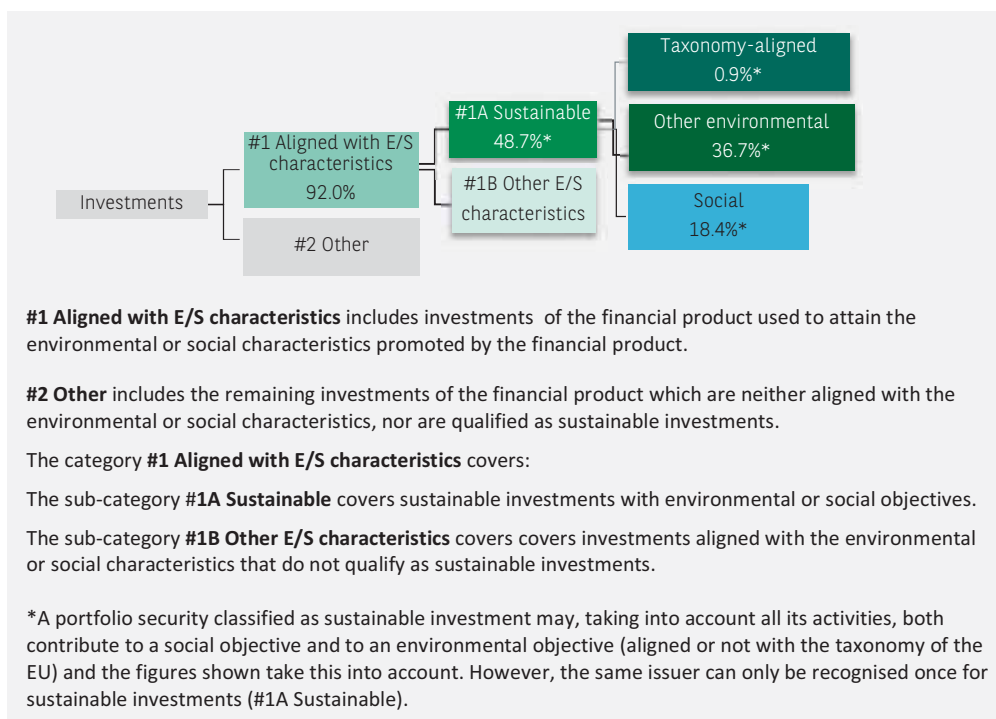 Taxonomy-aligned
0.9%*
#1A Sustainable
48.7%*
Other environmental
36.7%*
#1 Aligned with E/S
characteristics
92.0%
#1B Other E/S
characteristics
Investments
Social
18.4%*
#2 Other
#1 Aligned with E/S characteristics includes investments of the financial product used to attain the
environmental or social characteristics promoted by the financial product.
#2 Other includes the remaining investments of the financial product which are neither aligned with the
environmental or social characteristics, nor are qualified as sustainable investments.
The category #1 Aligned with E/S characteristics covers:
The sub-category #1A Sustainable covers sustainable investments with environmental or social objectives.
The sub-category #1B Other E/S characteristics covers covers investments aligned with the environmental
or social characteristics that do not qualify as sustainable investments.
*A portfolio security classified as sustainable investment may, taking into account all its activities, both
contribute to a social objective and to an environmental objective (aligned or not with the taxonomy of the
EU) and the figures shown take this into account. However, the same issuer can only be recognised once for
sustainable investments (#1A Sustainable).